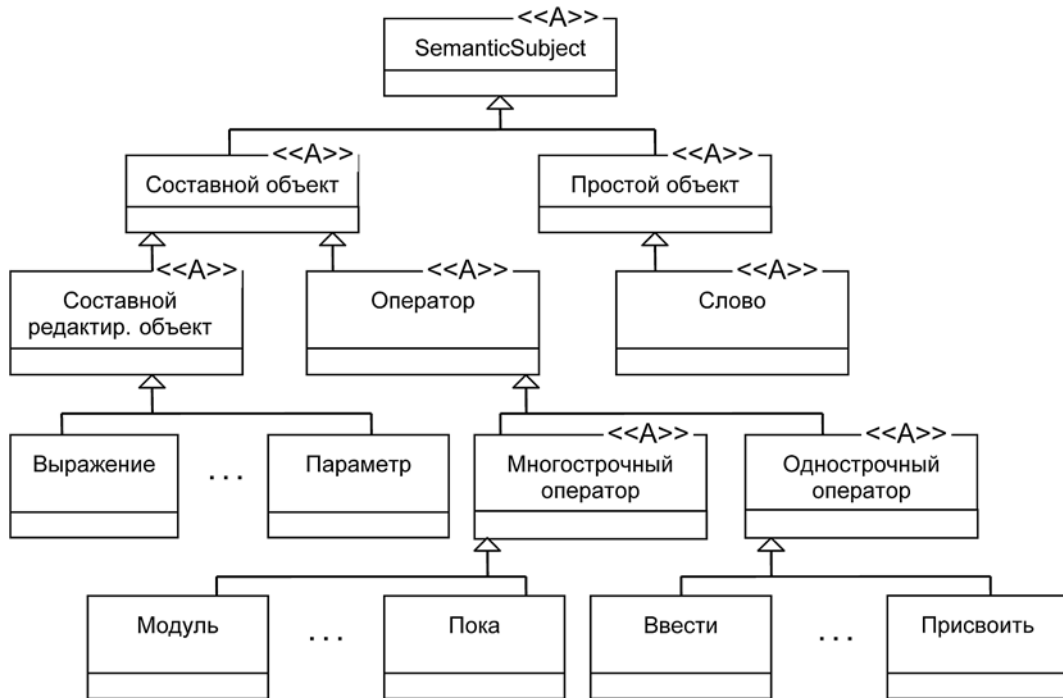 <<A>>
SemanticSubject
<<A>>
Составной объект
<<A>>
Простой объект
<<A>>
Составной
редактир. объект
<<A>>
Оператор
<<A>>
Слово
Выражение
. . .
Параметр
<<A>>
Многострочный
оператор
<<A>>
Однострочный
оператор
Модуль
. . .
Пока
Ввести
. . .
Присвоить